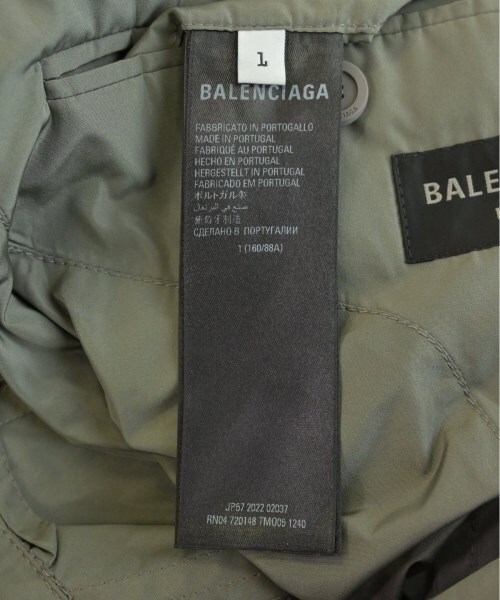 1
BALENCIAGA
FABBRICATO IN PORTOGALLO
MADE IN PORTUGAL
FABRIQUÉ AU PORTUGAL
HECHO EN PORTUGAL
HERGESTELLT IN PORTUGAL
FABRICADO EM PORTUGAL
ポルトガル製
صنع في البرتغال
葡萄牙制造
СДЕЛАНО В ПОРТУГАЛИИ
1 (160/88A)
JP57 2022 02037
RN04 720148 TMO05 1240
BALE